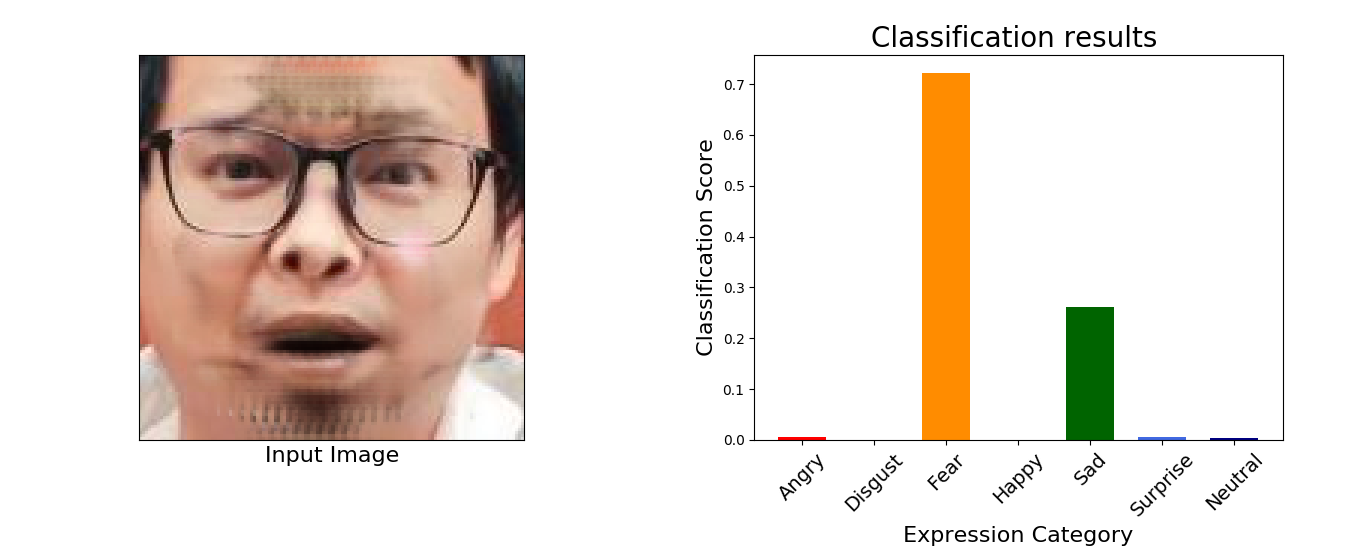 Input Image
Classification results
Classification Score
0.7
0.6
0.5
0.4
0.3
0.2
0.1
0.0
Angry
Disgust
Fear
Happy
Sad
Surprise
Neutral
Expression Category